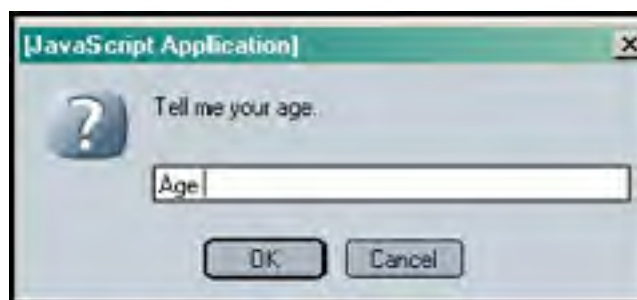 [JavaScript Application]
Tell me your age.
Age
OK
Cancel